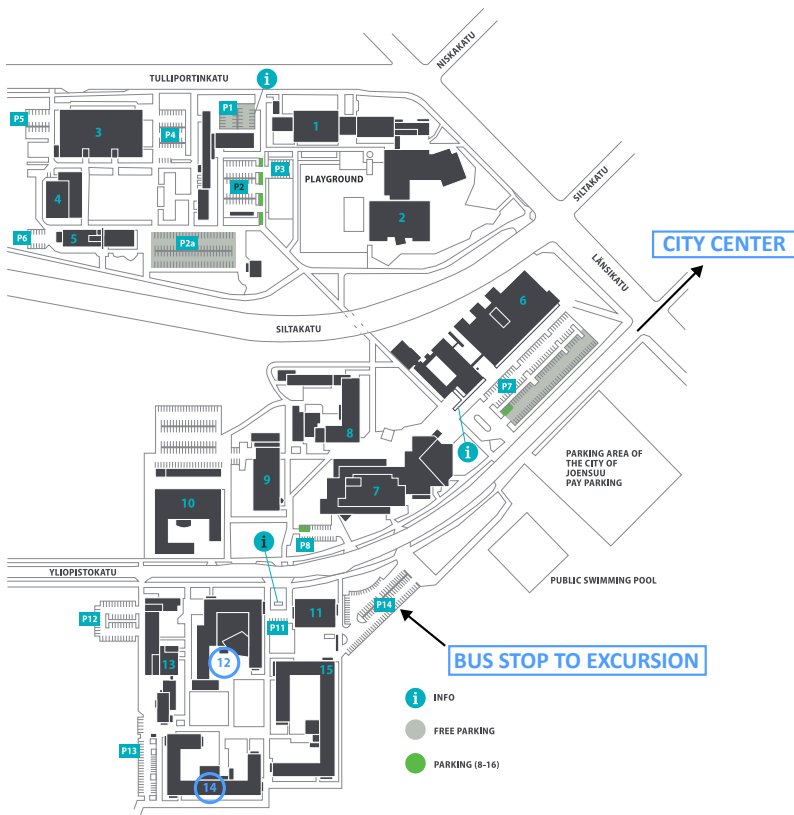 NISKAKATU
TULLIPORTINKATU
i
P1
P5
3
P4
1
P3
PLAYGROUND
P2
4
2
SILTAKATU
P6
5
P2a
CITY CENTER
LÄNSIKATU
6
SILTAKATU
P7
8
i
PARKING AREA OF
THE CITY OF
JOENSUU
PAY PARKING
9
7
10
i
P8
YLIOPISTOKATU
PUBLIC SWIMMING POOL
P12
11
P14
P11
13
12
15
BUS STOP TO EXCURSION
i INFO
FREE PARKING
P13
PARKING (8-16)
14